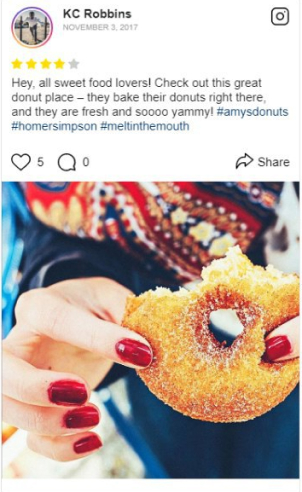 KC Robbins
NOVEMBER 3, 2017
Hey, all sweet food lovers! Check out this great
donut place – they bake their donuts right there,
and they are fresh and soooo yammy! #amysdonuts
#homersimpson #meltinthemouth
5 0 Share